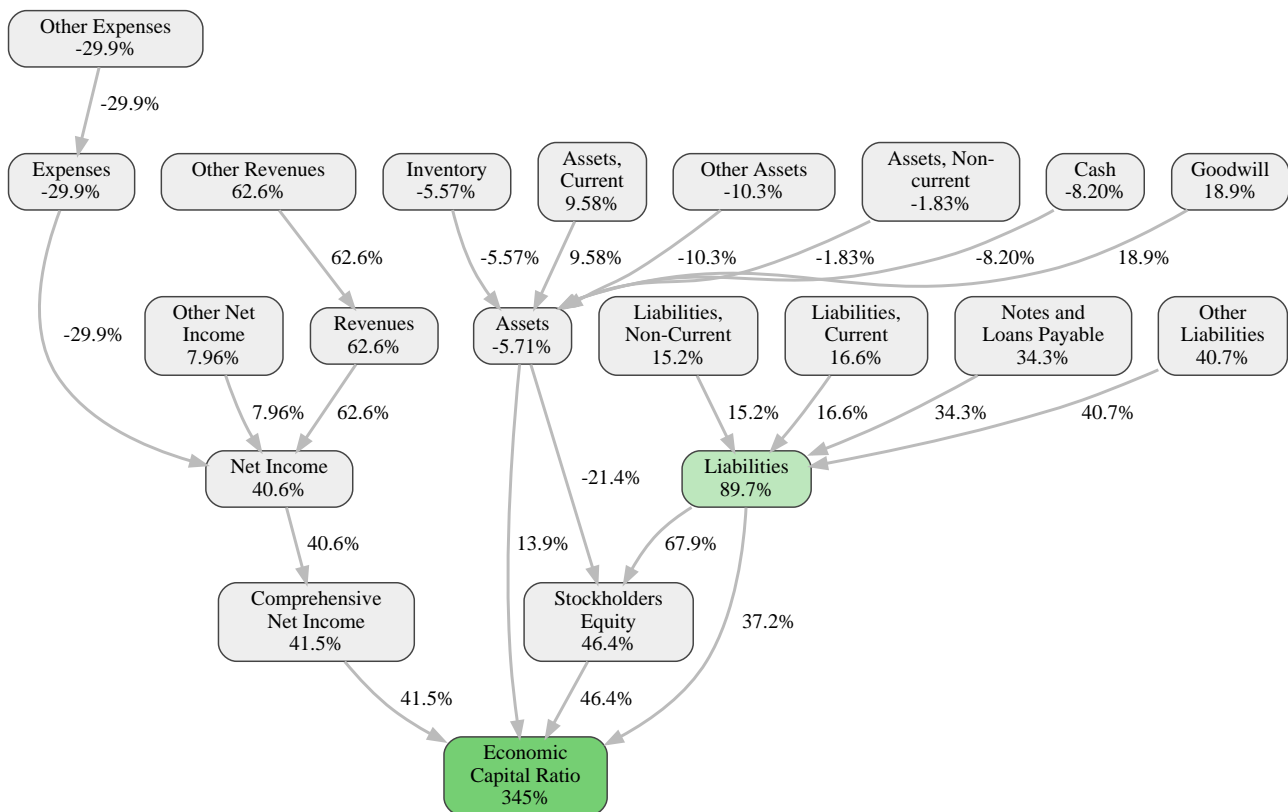 Other Expenses
-29.9%
-29.9%
Expenses
-29.9%
Other Revenues
62.6%
Inventory
-5.57%
Assets,
Current
9.58%
Other Assets
-10.3%
Assets, Non-
current
-1.83%
Cash
-8.20%
Goodwill
18.9%
62.6%
-5.57%
9.58%
-10.3%
-1.83%
-8.20%
18.9%
-29.9%
Other Net
Income
7.96%
Revenues
62.6%
Assets
-5.71%
Liabilities,
Non-Current
15.2%
Liabilities,
Current
16.6%
Notes and
Loans Payable
34.3%
Other
Liabilities
40.7%
7.96%
62.6%
15.2%
16.6%
34.3%
40.7%
Net Income
40.6%
-21.4%
Liabilities
89.7%
40.6%
13.9%
67.9%
Comprehensive
Net Income
41.5%
Stockholders
Equity
46.4%
37.2%
41.5%
46.4%
Economic
Capital Ratio
345%